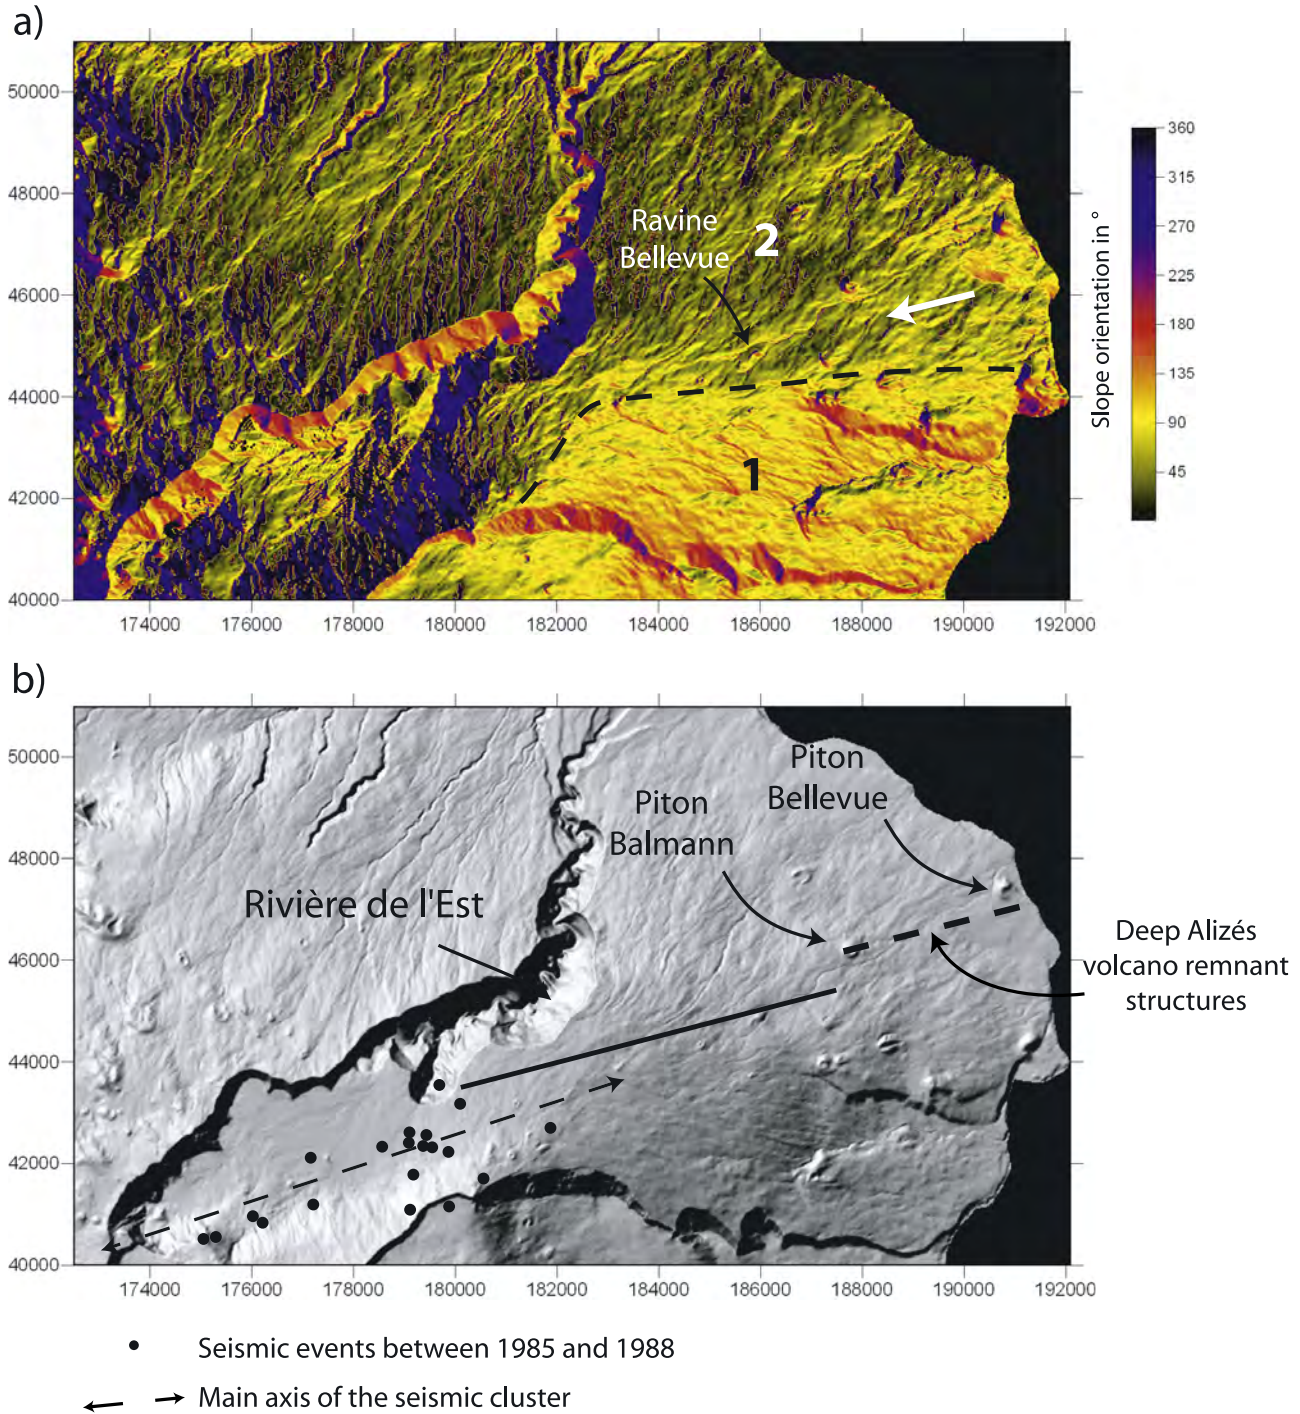 a)
50000
48000
46000
44000
42000
40000
174000
176000
178000
180000
182000
184000
186000
188000
190000
192000
Ravine
Bellevue
2
1
360
315
270
225
180
135
90
45
Slope orientation in °
b)
50000
48000
46000
44000
42000
40000
174000
176000
178000
180000
182000
184000
186000
188000
190000
192000
Piton
Bellevue
Piton
Balmann
Rivière de l'Est
Deep Alizés
volcano remnant
structures
Seismic events between 1985 and 1988
Main axis of the seismic cluster